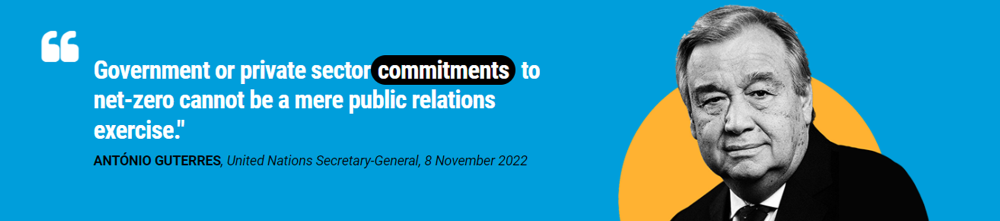 “
Government or private sector commitments to
net-zero cannot be a mere public relations
exercise."
ANTÓNIO GUTERRES, United Nations Secretary-General, 8 November 2022